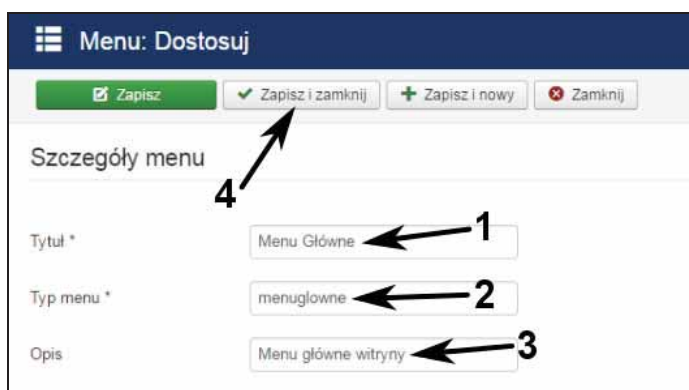 Menu: Dostosuj
Zapisz Zapisz i zamknij Zapisz i nowy Zamknij
Szczegóły menu
4
Tytuł * Menu Główne 1
Typ menu * menuglowne 2
Opis Menu główne witryny 3